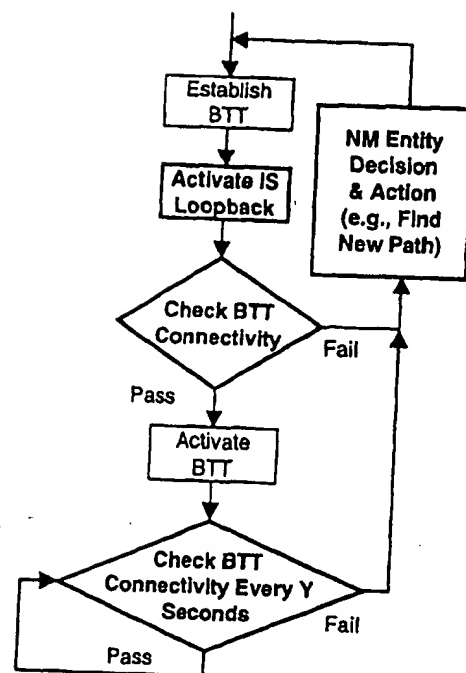 Establish
BTT
Activate IS
Loopback
NM Entity
Decision
& Action
(e.g., Find
New Path)
Check BTT
Connectivity
Fail
Pass
Activate
BTT
Check BTT
Connectivity Every Y
Seconds
Fail
Pass